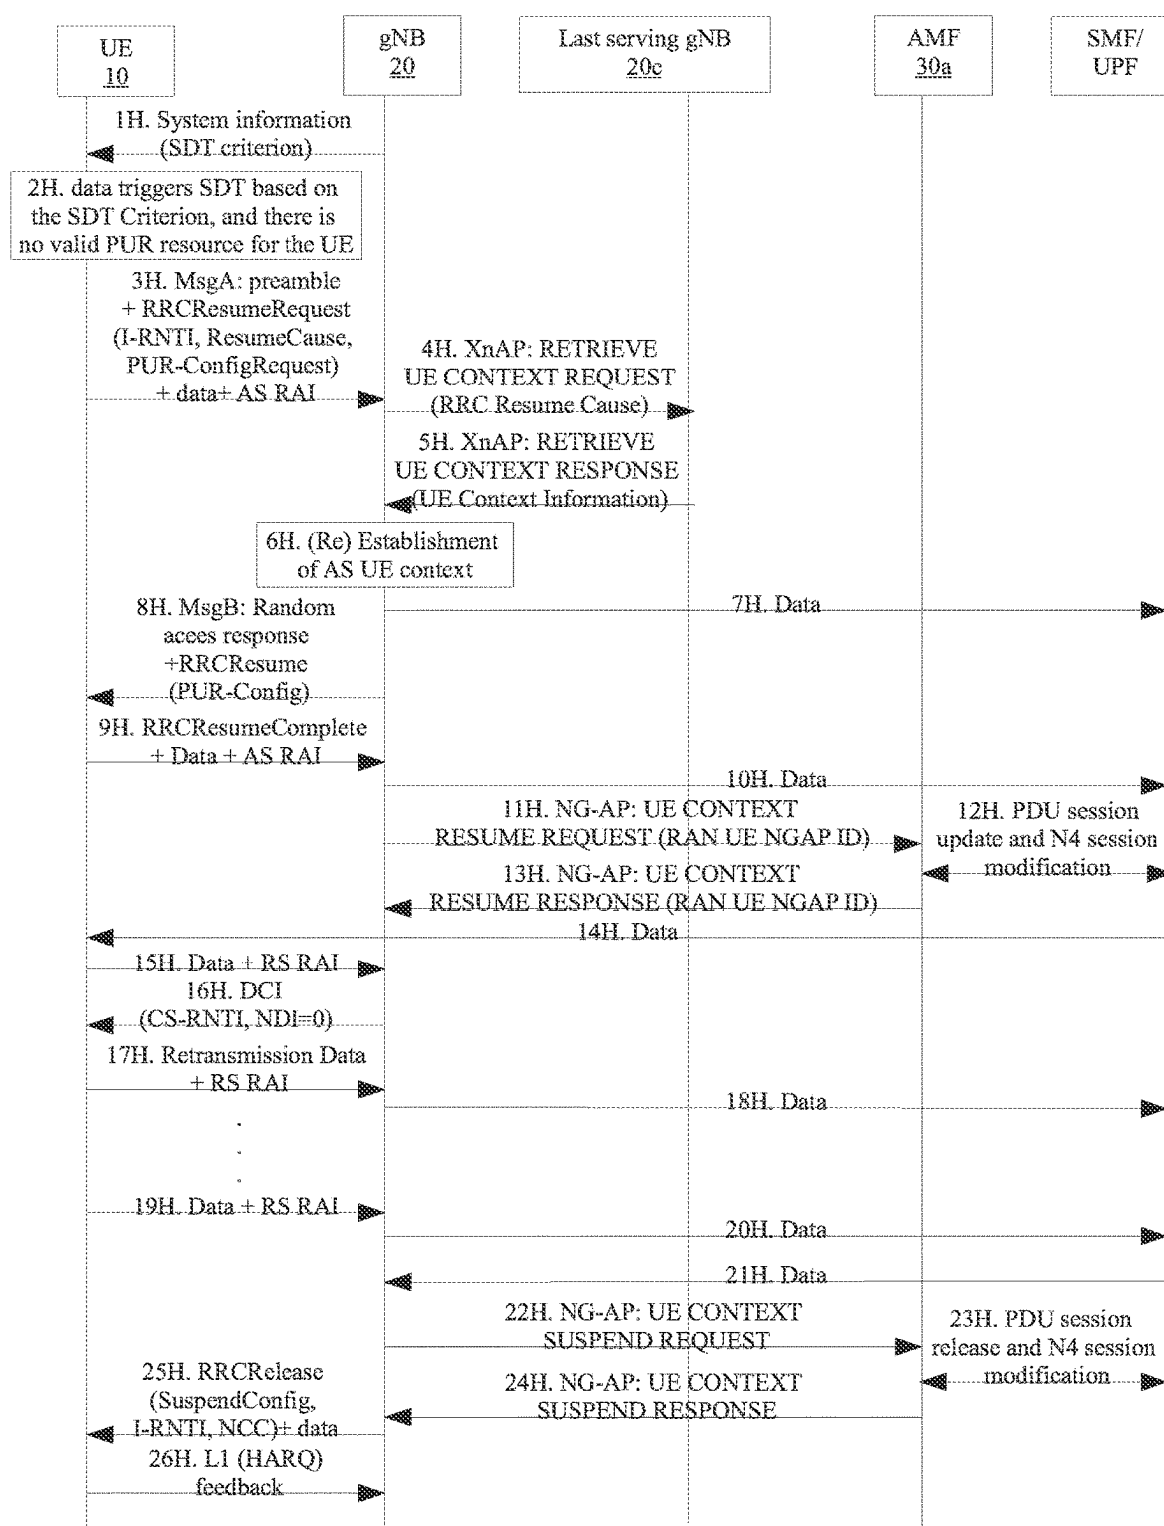 UE
10
gNB
20
Last serving gNB
20c
AMF
30a
SMF/
UPF
1H. System information
(SDT criterion)
2H. data triggers SDT based on
the SDT Criterion, and there is
no valid PUR resource for the UE
3H. MsgA: preamble
+ RRCResumeRequest
(I-RNTI, ResumeCause,
PUR-ConfigRequest)
+ data+ AS RAI
4H. XnAP: RETRIEVE
UE CONTEXT REQUEST
(RRC Resume Cause)
5H. XnAP: RETRIEVE
UE CONTEXT RESPONSE
(UE Context Information)
6H. (Re) Establishment
of AS UE context
7H. Data
8H. MsgB: Random
acees response
+RRCResume
(PUR-Config)
9H. RRCResumeComplete
+ Data + AS RAI
10H. Data
11H. NG-AP: UE CONTEXT
RESUME REQUEST (RAN UE NGAP ID)
12H. PDU session
update and N4 session
modification
13H. NG-AP: UE CONTEXT
RESUME RESPONSE (RAN UE NGAP ID)
14H. Data
15H. Data + RS RAI
16H. DCI
(CS-RNTI, NDI=0)
17H. Retransmission Data
+ RS RAI
18H. Data
19H. Data + RS RAI
20H. Data
21H. Data
22H. NG-AP: UE CONTEXT
SUSPEND REQUEST
23H. PDU session
release and N4 session
modification
24H. NG-AP: UE CONTEXT
SUSPEND RESPONSE
25H. RRCRelease
(SuspendConfig,
I-RNTI, NCC)+ data
26H. L1 (HARQ)
feedback